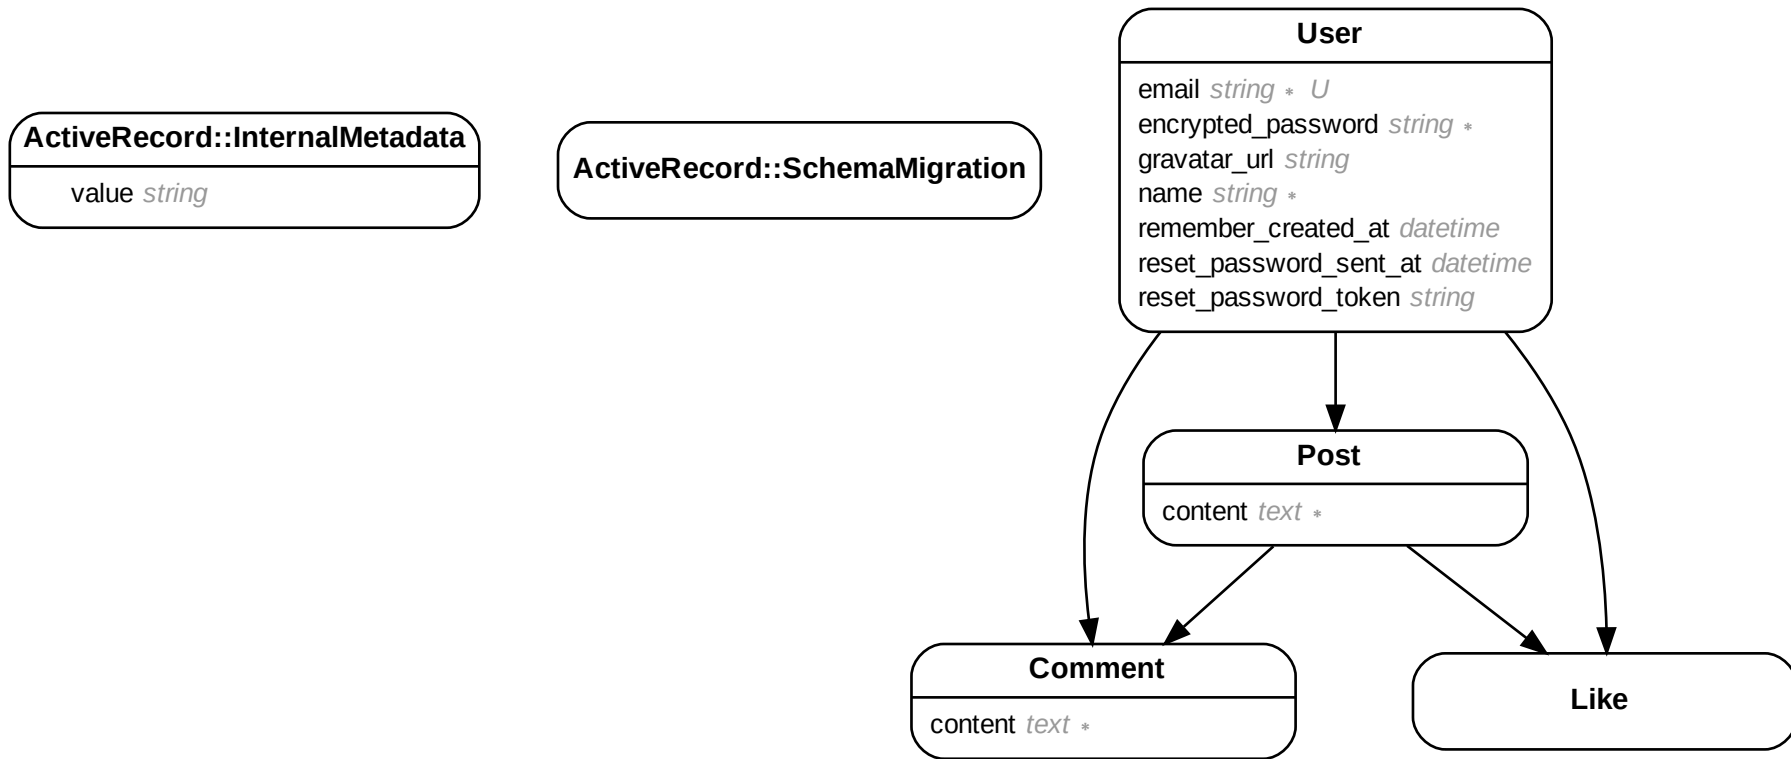 ActiveRecord::InternalMetadata
value string
ActiveRecord::SchemaMigration
User
email string * U
encrypted_password string *
gravatar_url string
name string *
remember_created_at datetime
reset_password_sent_at datetime
reset_password_token string
Post
content text *
Comment
content text *
Like